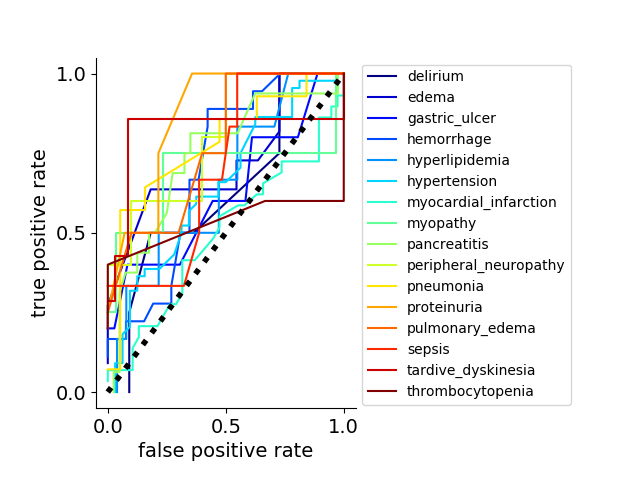 true positive rate
1.0
0.5
0.0
0.0 0.5 1.0
false positive rate
delirium
edema
gastric_ulcer
hemorrhage
hyperlipidemia
hypertension
myocardial_infarction
myopathy
pancreatitis
peripheral_neuropathy
pneumonia
proteinuria
pulmonary_edema
sepsis
tardive_dyskinesia
thrombocytopenia